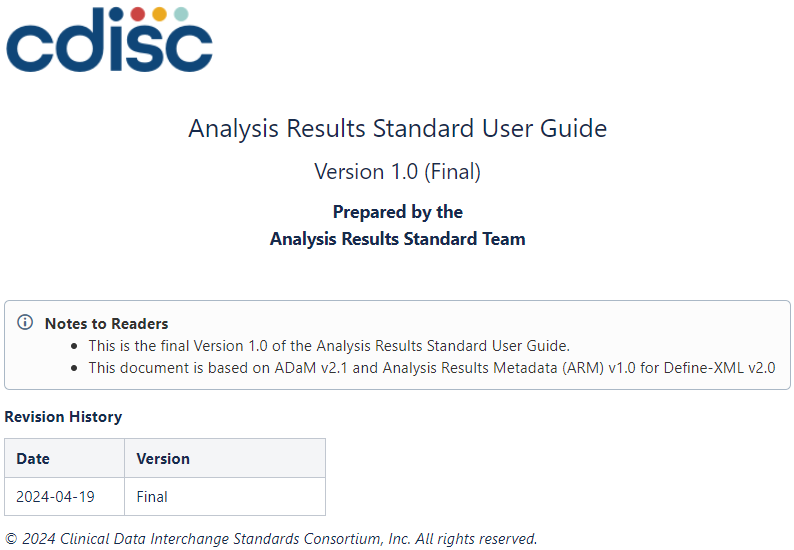 cdisc
Analysis Results Standard User Guide
Version 1.0 (Final)
Prepared by the
Analysis Results Standard Team
Notes to Readers
• This is the final Version 1.0 of the Analysis Results Standard User Guide.
• This document is based on ADaM v2.1 and Analysis Results Metadata (ARM) v1.0 for Define-XML v2.0
Revision History
Date Version
2024-04-19 Final
© 2024 Clinical Data Interchange Standards Consortium, Inc. All rights reserved.